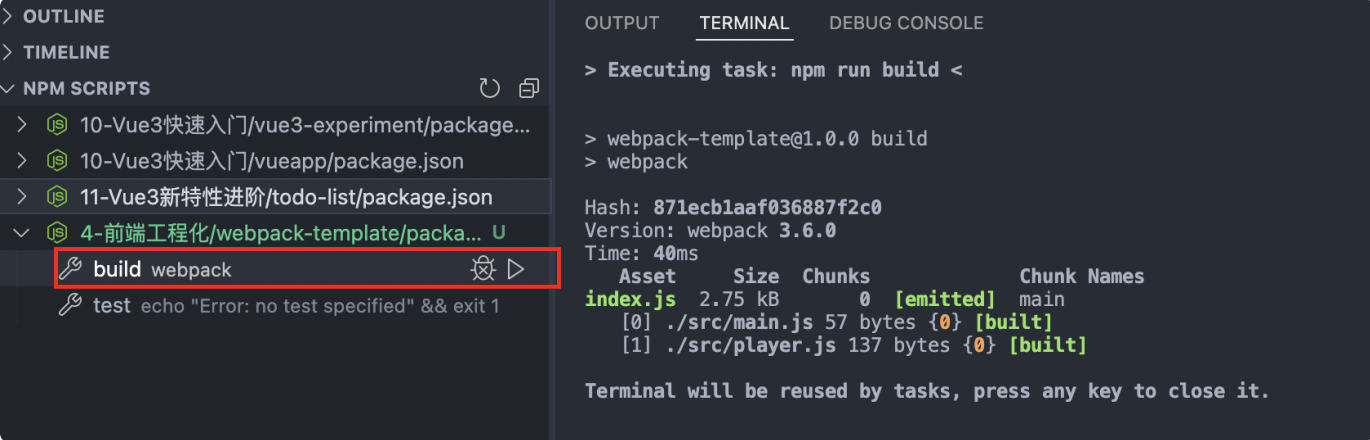 OUTLINE
TIMELINE
NPM SCRIPTS
10-Vue3快速入门/vue3-experiment/package...
10-Vue3快速入门/vueapp/package.json
11-Vue3新特性进阶/todo-list/package.json
4-前端工程化/webpack-template/packa... U
build webpack
test echo "Error: no test specified" && exit 1
OUTPUT TERMINAL DEBUG CONSOLE
> Executing task: npm run build <
> webpack-template@1.0.0 build
> webpack
Hash: 871ecb1aaf036887f2c0
Version: webpack 3.6.0
Time: 40ms
Asset Size Chunks Chunk Names
index.js 2.75 kB 0 [emitted] main
[0] ./src/main.js 57 bytes {0} [built]
[1] ./src/player.js 137 bytes {0} [built]
Terminal will be reused by tasks, press any key to close it.